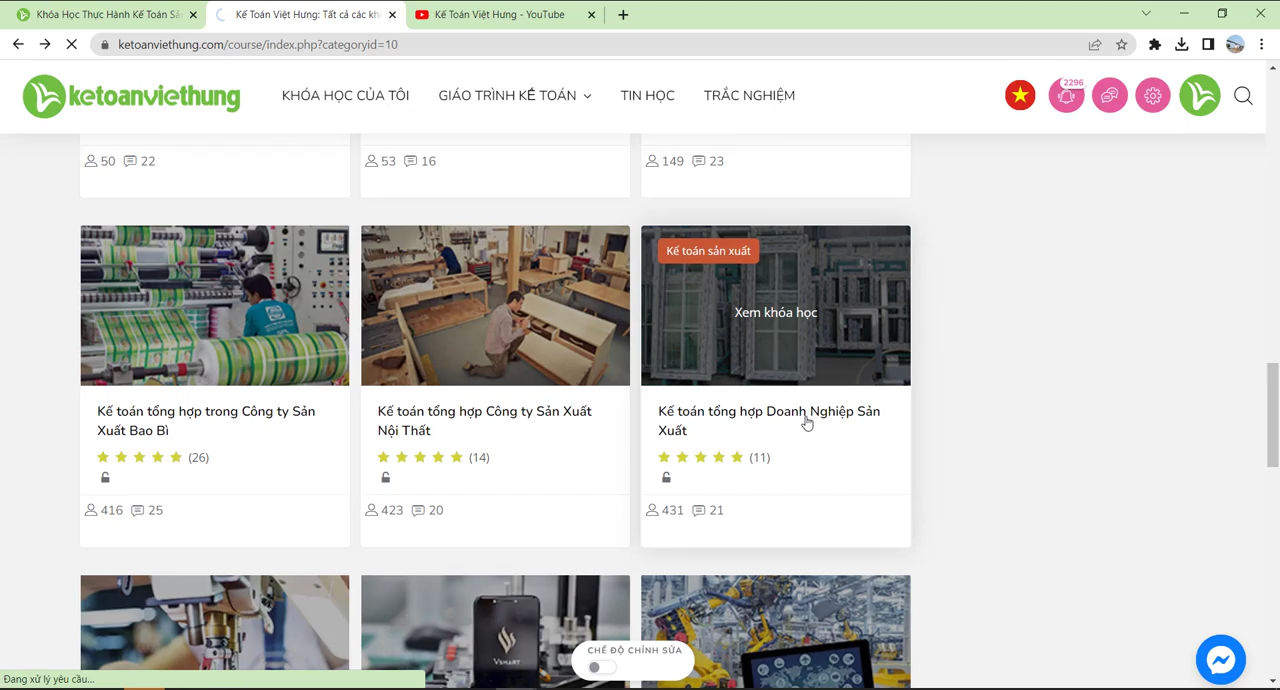 Khóa Học Thực Hành Kế Toán Sả
Kế Toán Việt Hưng: Tất cả các kh
Kế Toán Việt Hưng - YouTube
ketoanviethung.com/course/index.php?categoryid=10
ketoanviethung
KHÓA HỌC CỦA TÔI
GIÁO TRÌNH KẾ TOÁN
TIN HỌC
TRẮC NGHIỆM
2296
50 22
53 16
149 23
Kế toán sản xuất
Xem khóa học
Kế toán tổng hợp trong Công ty Sản
Xuất Bao Bì
(26)
416 25
Kế toán tổng hợp Công ty Sản Xuất
Nội Thất
(14)
423 20
Kế toán tổng hợp Doanh Nghiệp Sản
Xuất
(11)
431 21
VSMART
CHẾ ĐỘ CHỈNH SỬA
Đang xử lý yêu cầu...